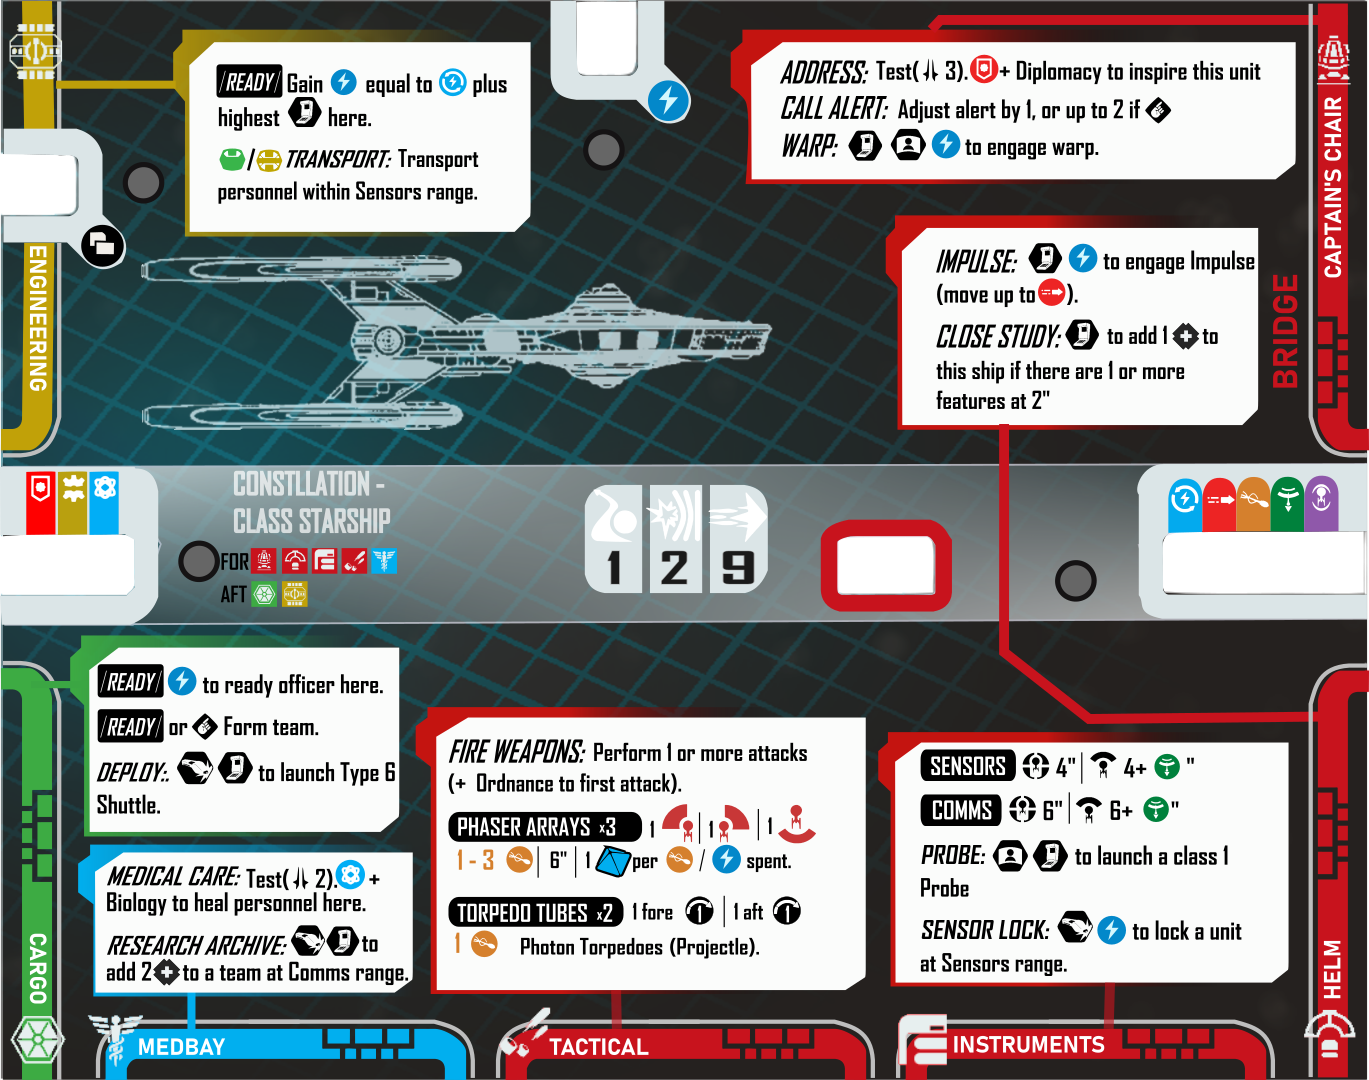 READY Gain equal to plus
highest here.
/ TRANSPORT: Transport
personnel within Sensors range.
ENGINEERING
ADDRESS: Test( 3). + Diplomacy to inspire this unit
CALL ALERT: Adjust alert by 1, or up to 2 if
WARP: to engage warp.
CAPTAIN'S CHAIR
BRIDGE
IMPULSE: to engage Impulse
(move up to ).
CLOSE STUDY: to add 1 to
this ship if there are 1 or more
features at 2"
CONSTLLATION -
CLASS STARSHIP
FOR
AFT
1 2 9
READY to ready officer here.
READY or Form team.
DEPLOY:. to launch Type 6
Shuttle.
CARGO
MEDICAL CARE: Test( 2). +
Biology to heal personnel here.
RESEARCH ARCHIVE: to
add 2 to a team at Comms range.
MEDBAY
FIRE WEAPONS: Perform 1 or more attacks
(+ Ordnance to first attack).
PHASER ARRAYS x3 1 | 1 | 1
1 - 3 | 6" | 1 per / spent.
TORPEDO TUBES x2 1 fore | 1 aft
1 Photon Torpedoes (Projectle).
TACTICAL
SENSORS 4" | 4+ "
COMMS 6" | 6+ "
PROBE: to launch a class 1
Probe
SENSOR LOCK: to lock a unit
at Sensors range.
INSTRUMENTS
HELM